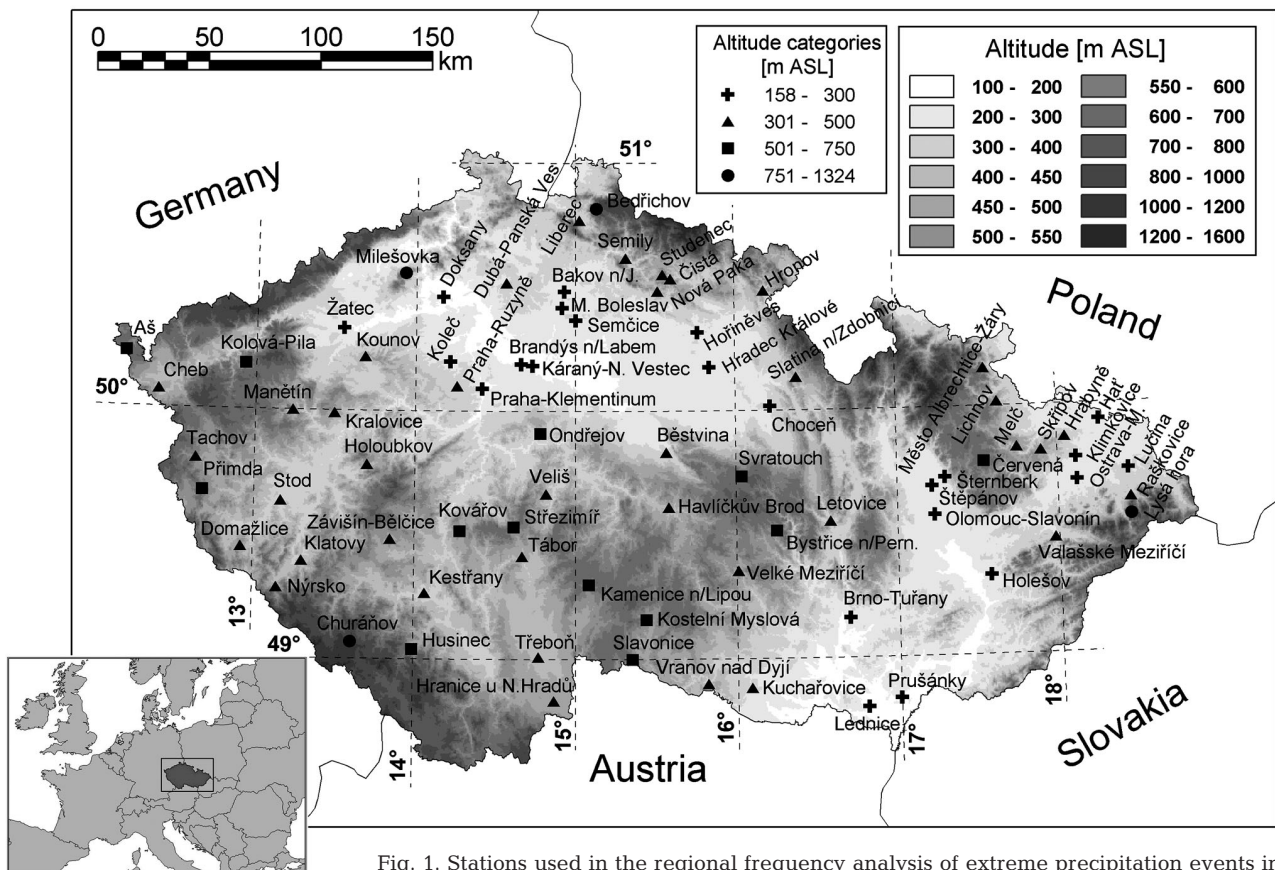 0 50 100 150
km
Altitude categories
[m ASL]
158 - 300
301 - 500
501 - 750
751 - 1324
Altitude [m ASL]
100 - 200
200 - 300
300 - 400
400 - 450
450 - 500
500 - 550
550 - 600
600 - 700
700 - 800
800 - 1000
1000 - 1200
1200 - 1600
Germany
Poland
Slovakia
Austria
51°
50°
49°
13°
14°
15°
16°
17°
18°
Bedřichov
Liberec
Dubá-Panská Ves
Doksany
Milešovka
Semily
Studenec
Čistá
Nová Paka
Hronov
Bakov n/J.
M. Boleslav
Semčice
Žatec
Kounov
Koleč
Praha-Ruzyně
Brandýs n/Labem
Káraný-N. Vestec
Praha-Klementinum
Hořiněves
Hradec Králové
Slatina n/Zdobnicí
Choceň
Aš
Kolová-Pila
Cheb
Manětín
Kralovice
Holoubkov
Tachov
Přimda
Stod
Domažlice
Závišín-Bělčice
Klatovy
Nýrsko
Churáňov
Husinec
Kestřany
Kovářov
Střezimíř
Tábor
Veliš
Ondřejov
Běstvina
Svratouch
Havlíčkův Brod
Letovice
Bystřice n/Pern.
Velké Meziříčí
Kamenice n/Lipou
Kostelní Myslová
Slavonice
Třeboň
Hranice u N.Hradů
Vranov nad Dyjí
Kuchařovice
Brno-Tuřany
Lednice
Prušánky
Holešov
Valašské Meziříčí
Olomouc-Slavonín
Štěpánov
Šternberk
Červená
Město Albrechtice-Žáry
Lichnov
Melč
Skřipov
Hrabyně
Hať
Klimkovice
Ostrava-M.
Lučina
Raškovice
Lysá hora
Fig. 1. Stations used in the regional frequency analysis of extreme precipitation events in